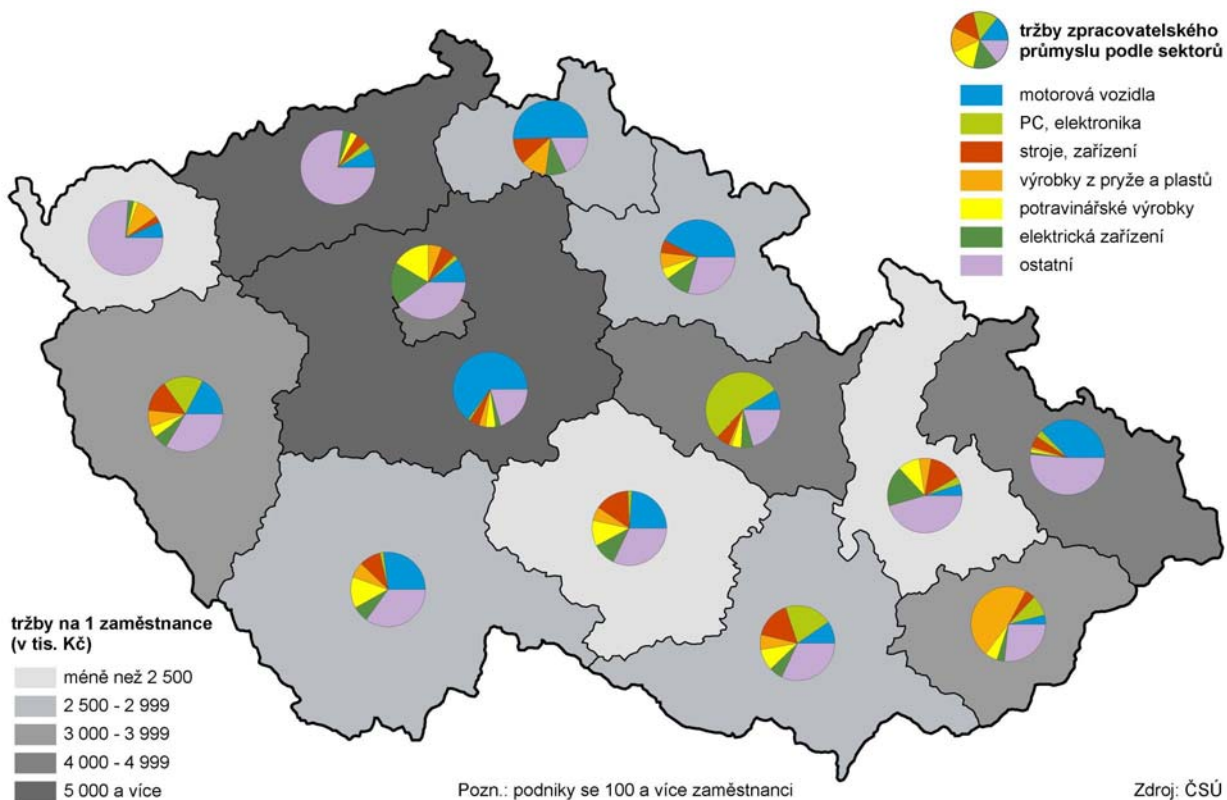 tržby zpracovatelského
průmyslu podle sektorů
motorová vozidla
PC, elektronika
stroje, zařízení
výrobky z pryže a plastů
potravinářské výrobky
elektrická zařízení
ostatní
tržby na 1 zaměstnance
(v tis. Kč)
méně než 2 500
2 500 - 2 999
3 000 - 3 999
4 000 - 4 999
5 000 a více
Pozn.: podniky se 100 a více zaměstnanci
Zdroj: ČSÚ